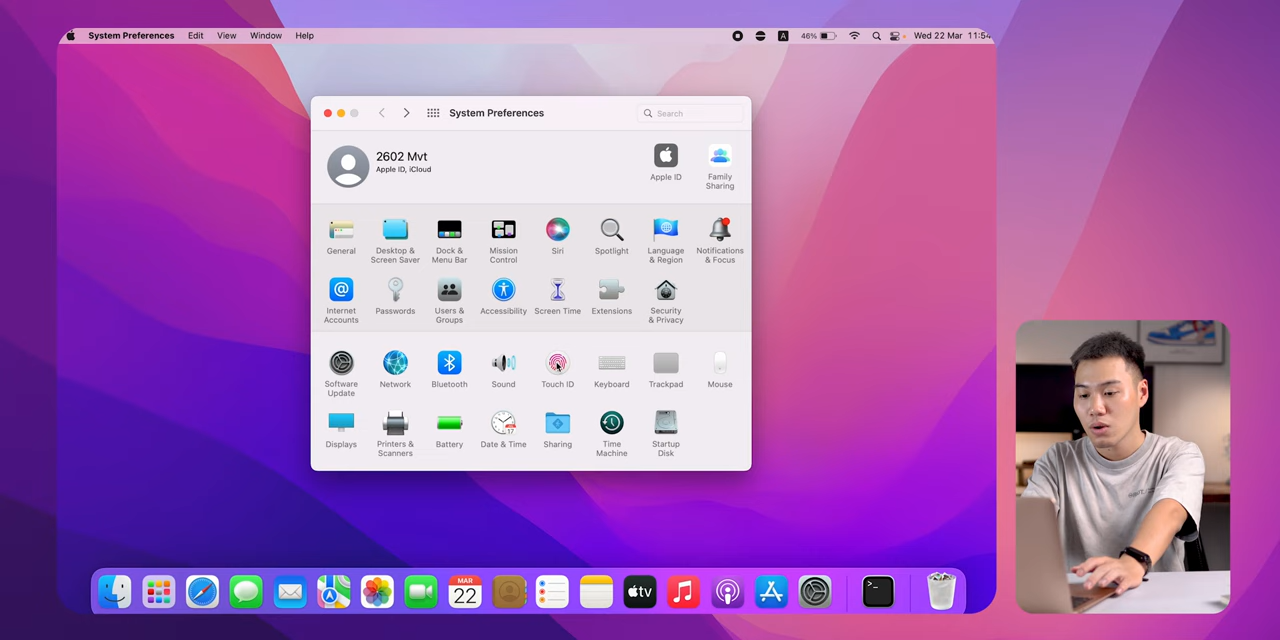 System Preferences Edit View Window Help A 46% Wed 22 Mar 11:54
System Preferences
Search
2602 Mvt
Apple ID, iCloud
Apple ID
Family
Sharing
General
Desktop &
Screen Saver
Dock &
Menu Bar
Mission
Control
Siri
Spotlight
Language
& Region
Notifications
& Focus
Internet
Accounts
Passwords
Users &
Groups
Accessibility
Screen Time
Extensions
Security
& Privacy
Software
Update
Network
Bluetooth
Sound
Touch ID
Keyboard
Trackpad
Mouse
Displays
Printers &
Scanners
Battery
17
Date & Time
Sharing
Time
Machine
Startup
Disk
MAR
22
tv
>_